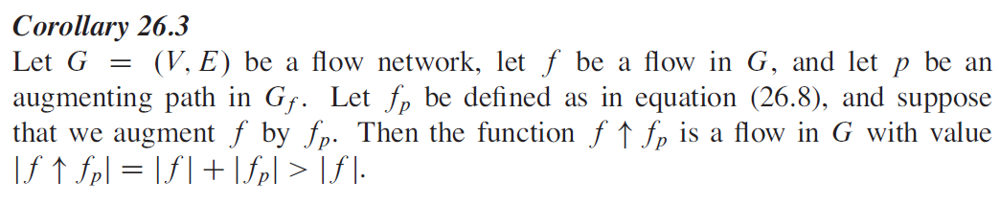 Corollary 26.3
Let G = (V, E) be a flow network, let f be a flow in G, and let p be an
augmenting path in G_f. Let f_p be defined as in equation (26.8), and suppose
that we augment f by f_p. Then the function f ↑ f_p is a flow in G with value
|f ↑ f_p| = |f| + |f_p| > |f|.